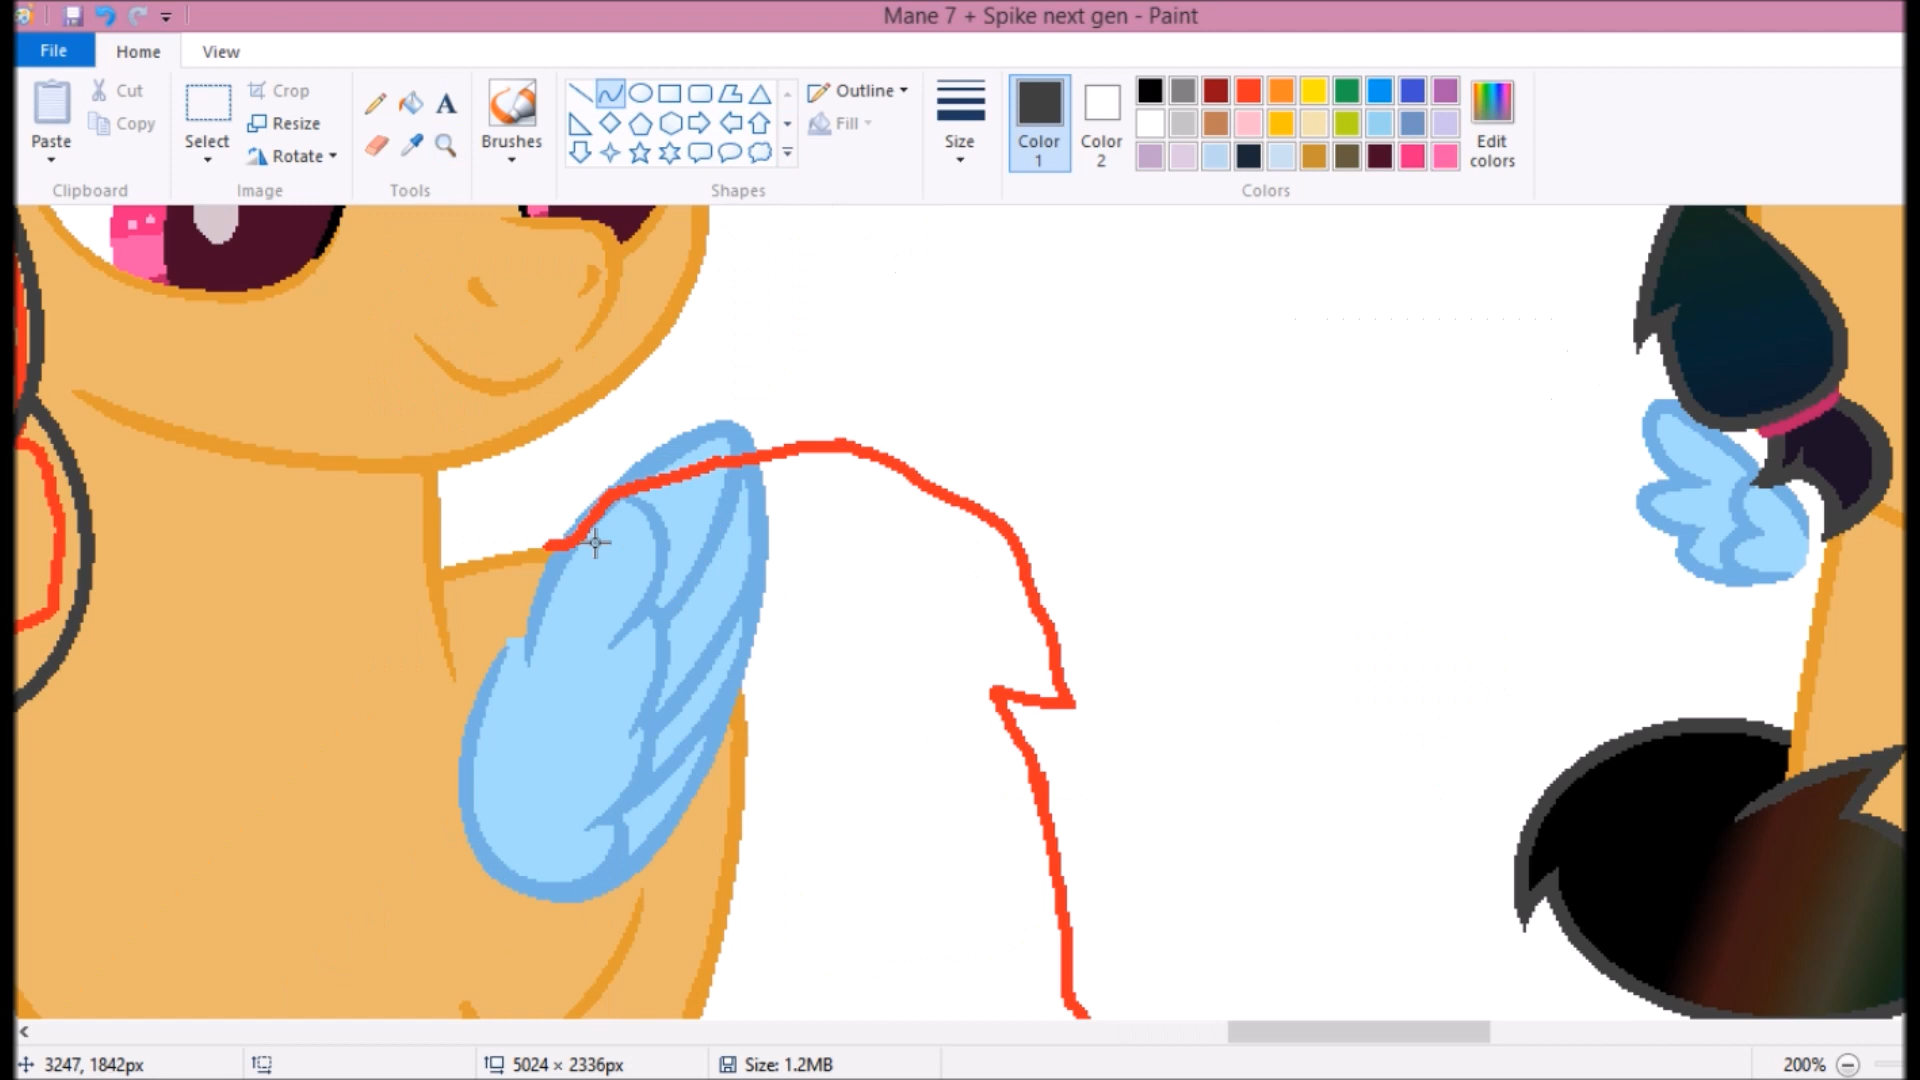 Mane 7 + Spike next gen - Paint
File Home View
Paste
Cut
Copy
Clipboard
Select
Crop
Resize
Rotate
Image
A
Tools
Brushes
Shapes
Outline
Fill
Size
Color 1
Color 2
Edit colors
Colors
3247, 1842px
5024 × 2336px
Size: 1.2MB
200%